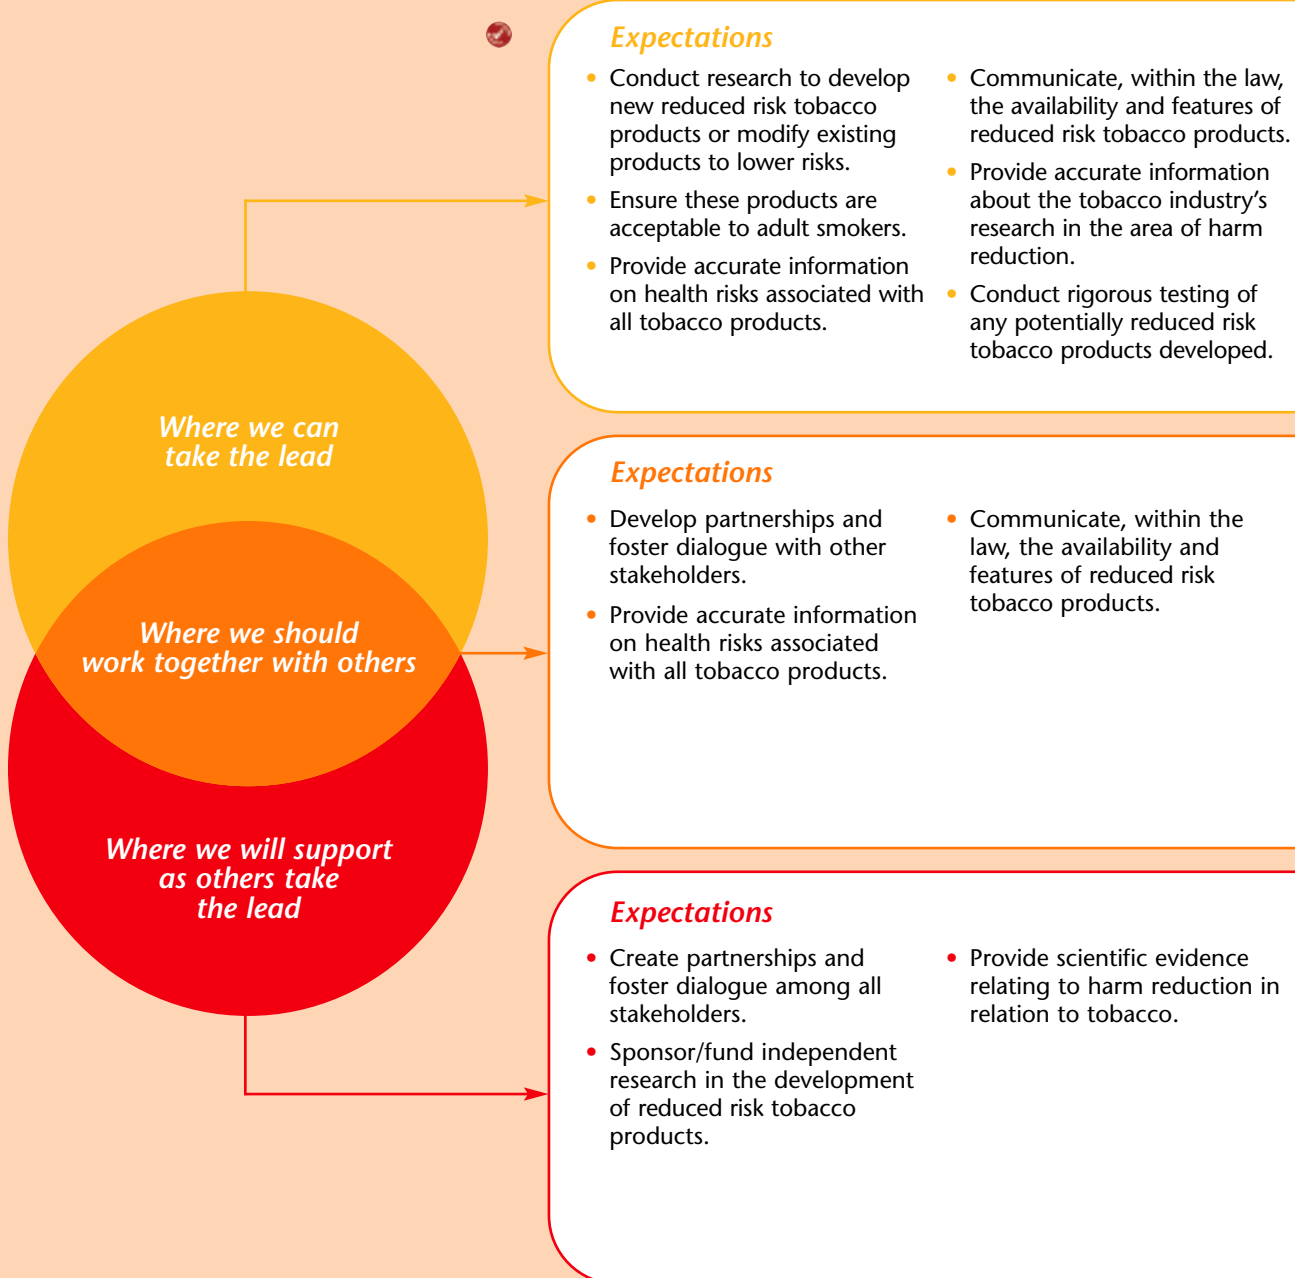 Expectations
• Conduct research to develop
new reduced risk tobacco
products or modify existing
products to lower risks.
• Ensure these products are
acceptable to adult smokers.
• Provide accurate information
on health risks associated with
all tobacco products.
• Communicate, within the law,
the availability and features of
reduced risk tobacco products.
• Provide accurate information
about the tobacco industry's
research in the area of harm
reduction.
• Conduct rigorous testing of
any potentially reduced risk
tobacco products developed.
Where we can
take the lead
Expectations
• Develop partnerships and
foster dialogue with other
stakeholders.
• Provide accurate information
on health risks associated
with all tobacco products.
• Communicate, within the
law, the availability and
features of reduced risk
tobacco products.
Where we should
work together with others
Where we will support
as others take
the lead
Expectations
• Create partnerships and
foster dialogue among all
stakeholders.
• Sponsor/fund independent
research in the development
of reduced risk tobacco
products.
• Provide scientific evidence
relating to harm reduction in
relation to tobacco.